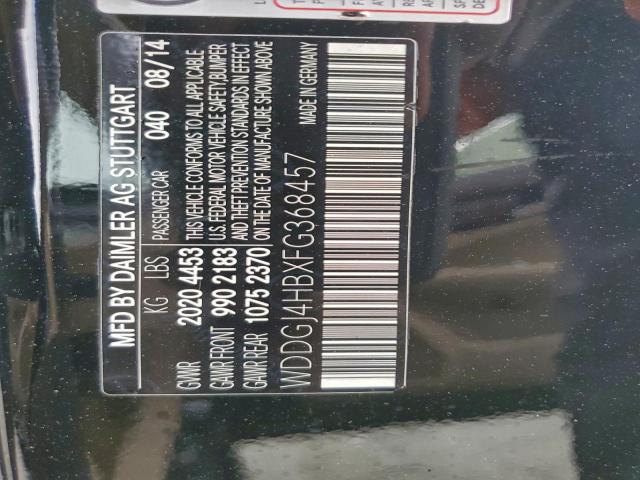 MFD BY DAIMLER AG STUTTGART
KG LBS PASSENGER CAR 040 08/14
GVWR 2020 4453 THIS VEHICLE CONFORMS TO ALL APPLICABLE
GAWR FRONT 990 2183 U.S. FEDERAL MOTOR VEHICLE SAFETY, BUMPER
GAWR REAR 1075 2370 AND THEFT PREVENTION STANDARDS IN EFFECT
ON THE DATE OF MANUFACTURE SHOWN ABOVE
WDDGJ4HBXFG368457 MADE IN GERMANY